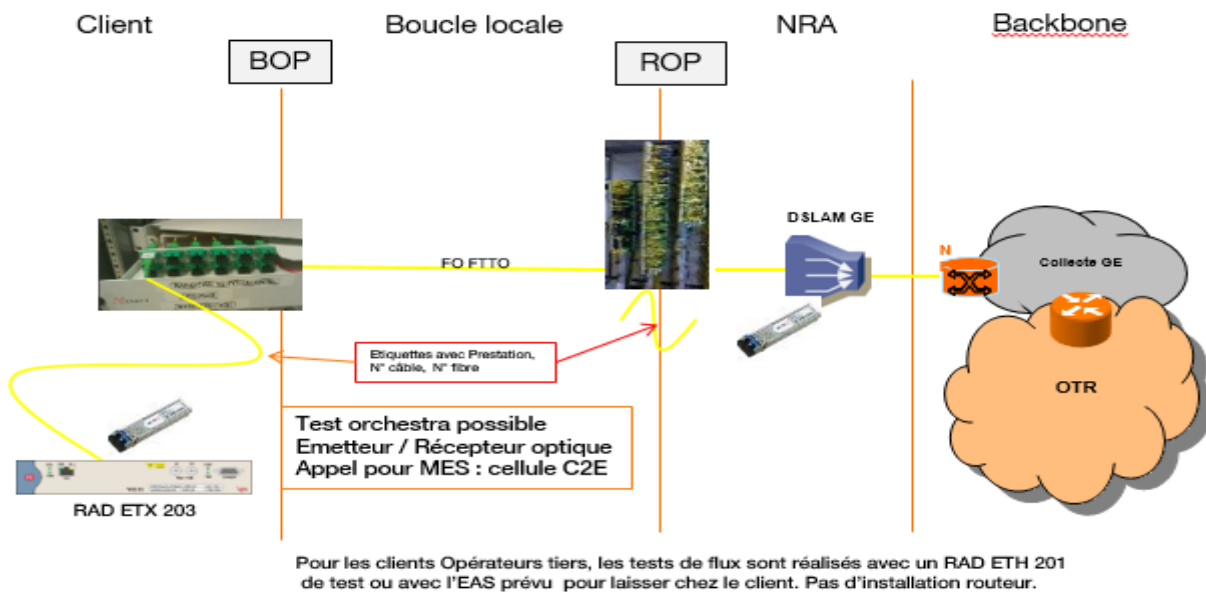 Client
Boucle locale
NRA
Backbone
BOP
ROP
DSLAM GE
FO FTTO
N
Collecte GE
Etiquettes avec Prestation,
N° câble, N° fibre
OTR
Test orchestra possible
Emetteur / Récepteur optique
Appel pour MES : cellule C2E
RAD ETX 203
Pour les clients Opérateurs tiers, les tests de flux sont réalisés avec un RAD ETH 201
de test ou avec l'EAS prévu pour laisser chez le client. Pas d'installation routeur.